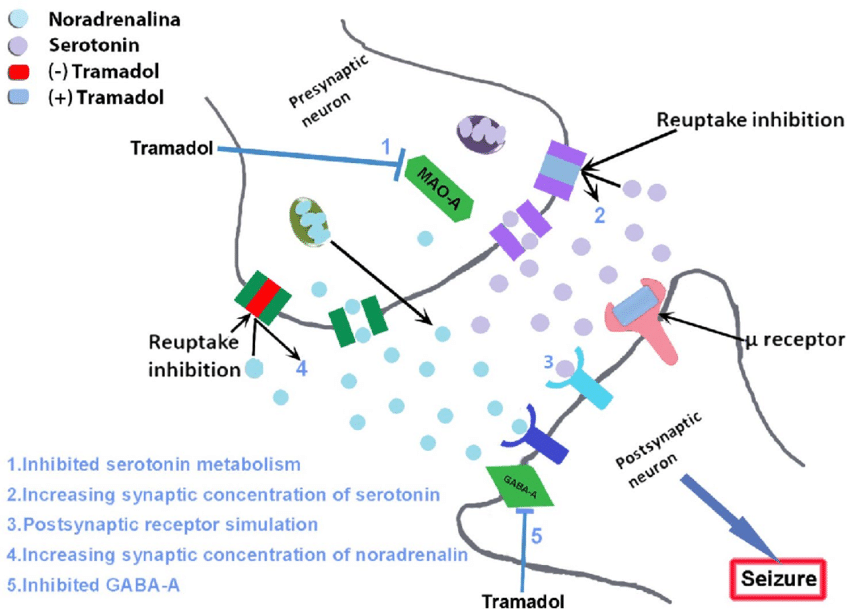 Noradrenalina
Serotonin
(-) Tramadol
(+) Tramadol
Presynaptic
neuron
Tramadol
1
MAO-A
Reuptake inhibition
2
Reuptake
inhibition
4
μ receptor
3
Postsynaptic
neuron
GABA-A
5
Tramadol
Seizure
1.Inhibited serotonin metabolism
2.Increasing synaptic concentration of serotonin
3.Postsynaptic receptor simulation
4.Increasing synaptic concentration of noradrenalin
5.Inhibited GABA-A